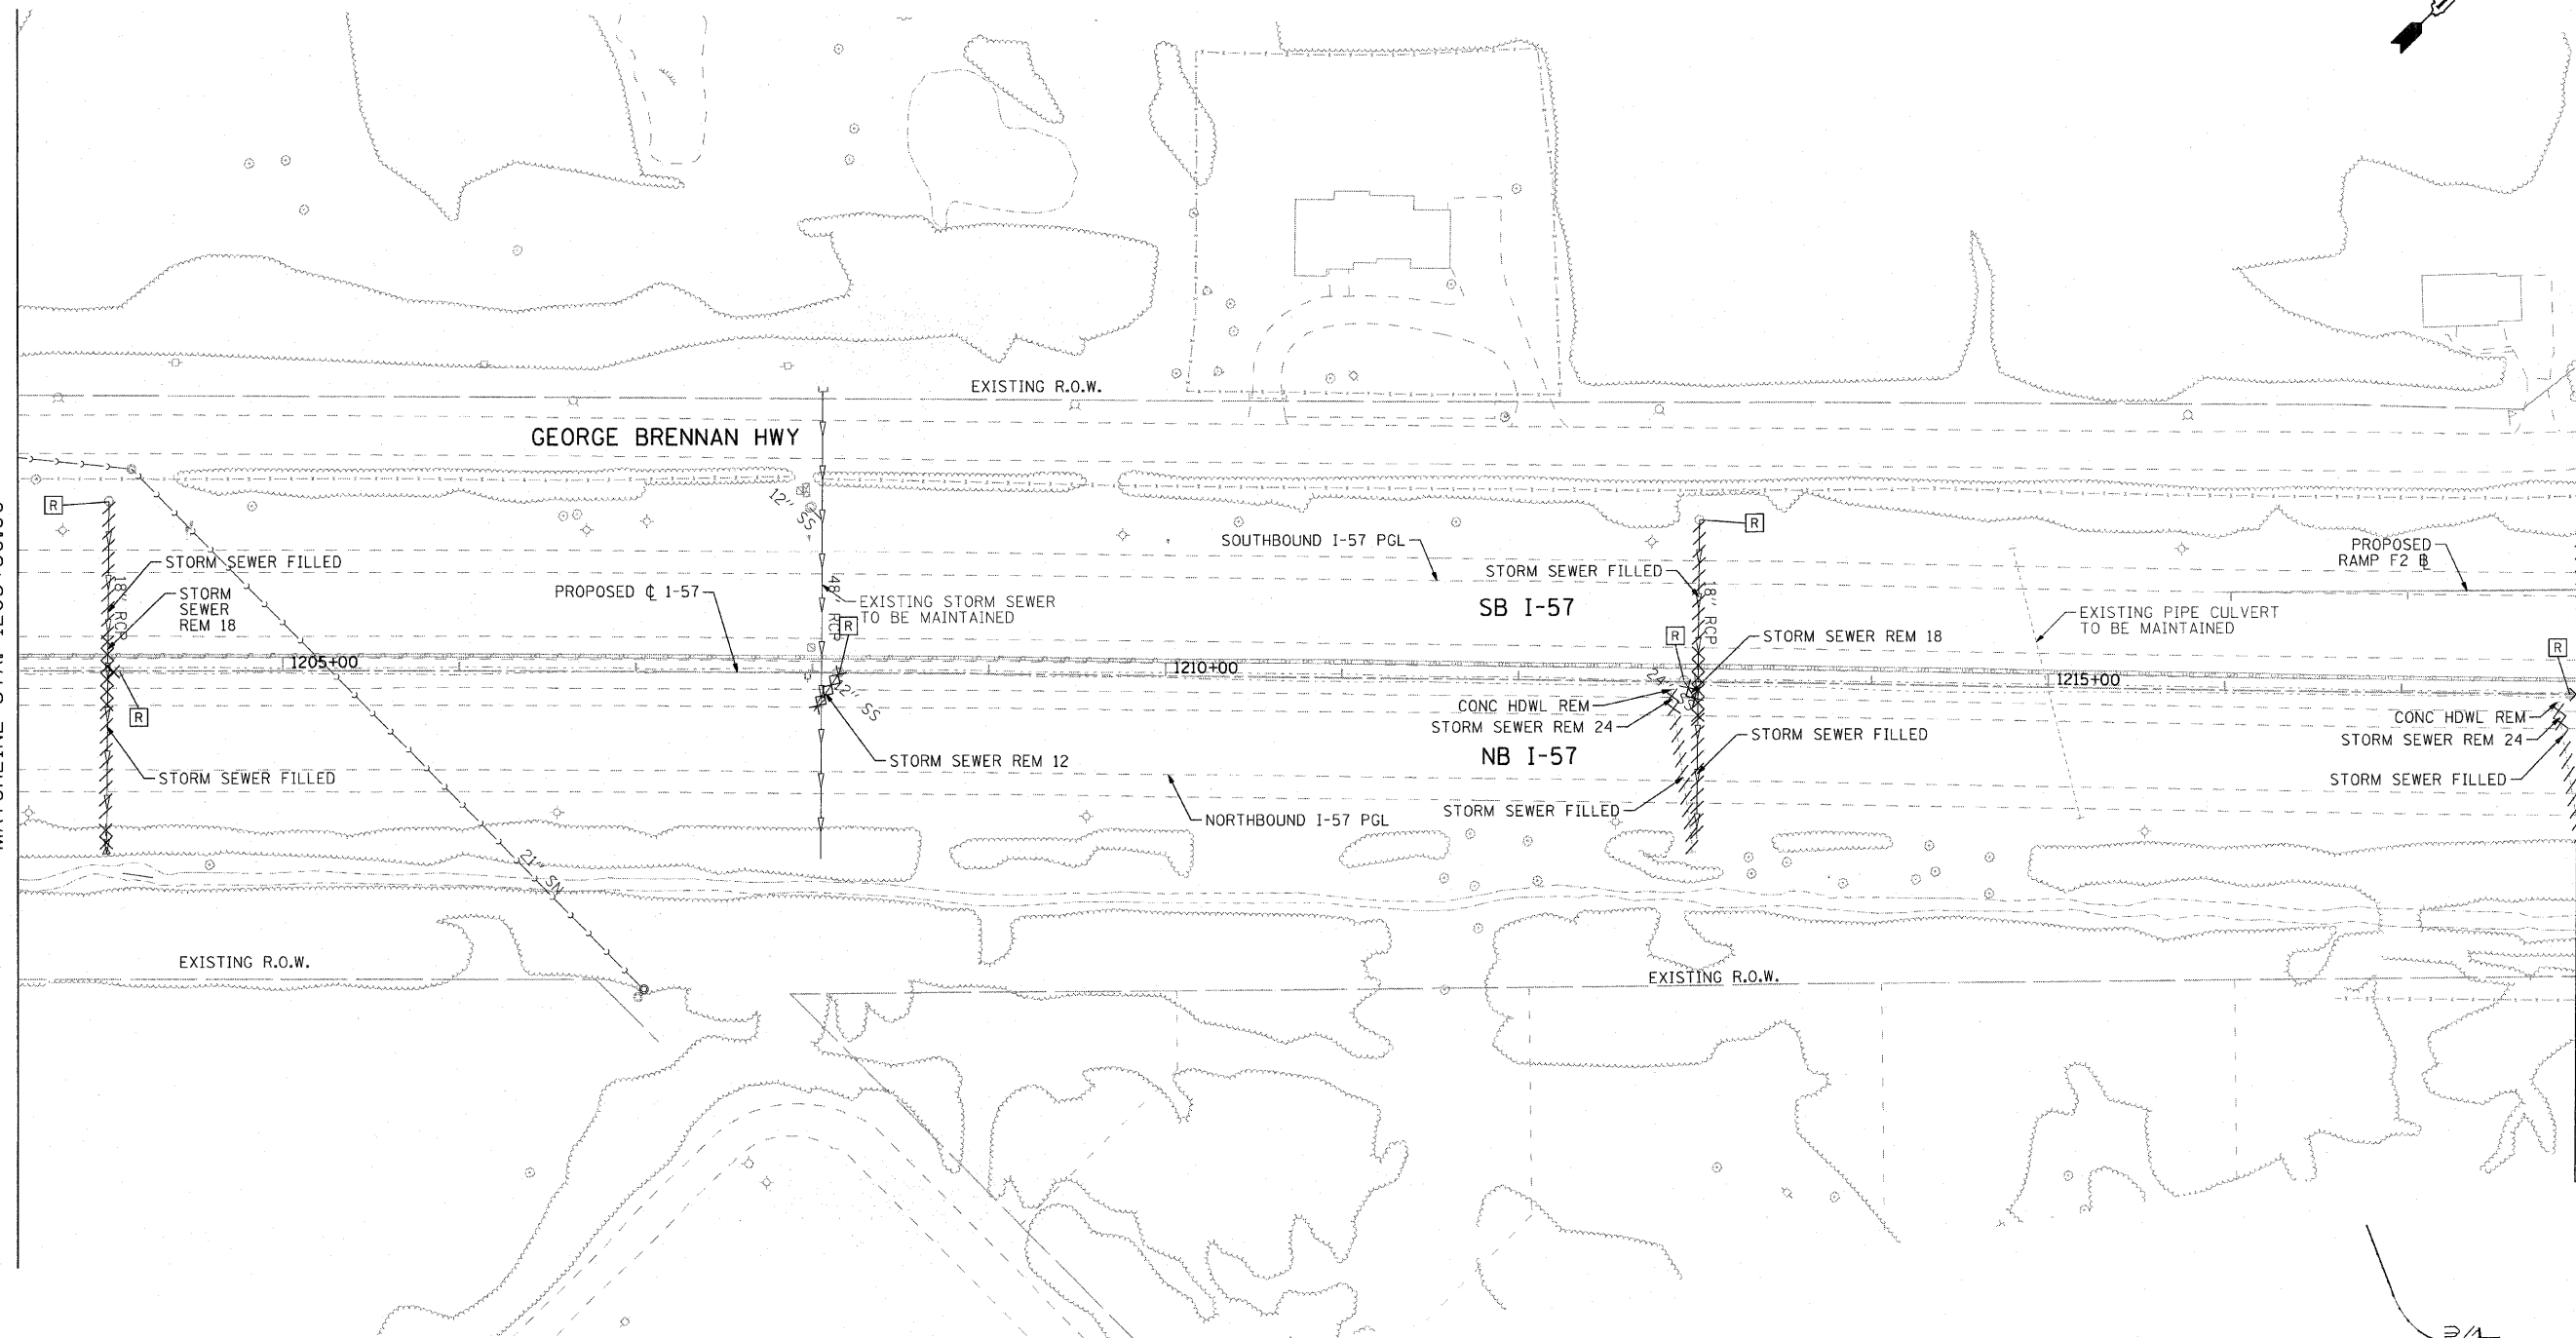 EXISTING R.O.W.
GEORGE BRENNAN HWY
R
12" SS
R
SOUTHBOUND I-57 PGL
STORM SEWER FILLED
18" RCP
STORM SEWER FILLED
STORM
SEWER
REM 18
PROPOSED ℄ 1-57
48" RCP
EXISTING STORM SEWER
TO BE MAINTAINED
R
SB I-57
18" RCP
PROPOSED
RAMP F2 B
EXISTING PIPE CULVERT
TO BE MAINTAINED
R
STORM SEWER REM 18
R
1205+00
1210+00
1215+00
R
12" SS
24"
CONC HDWL REM
STORM SEWER REM 24
CONC HDWL REM
STORM SEWER REM 24
STORM SEWER FILLED
STORM SEWER REM 12
NB I-57
STORM SEWER FILLED
STORM SEWER FILLED
NORTHBOUND I-57 PGL
STORM SEWER FILLED
21" SN
EXISTING R.O.W.
EXISTING R.O.W.